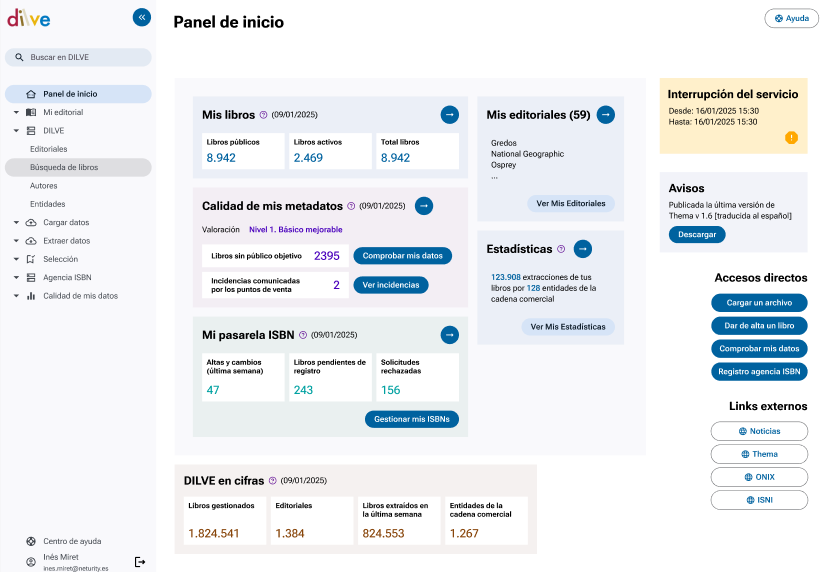 dilve
Buscar en DILVE
Panel de inicio
Mi editorial
DILVE
Editoriales
Búsqueda de libros
Autores
Entidades
Cargar datos
Extraer datos
Selección
Agencia ISBN
Calidad de mis datos
Centro de ayuda
Inés Miret
ines.miret@neturity.es
Panel de inicio
Ayuda
Mis libros (09/01/2025)
Libros públicos
8.942
Libros activos
2.469
Total libros
8.942
Calidad de mis metadatos (09/01/2025)
Valoración Nivel 1. Básico mejorable
Libros sin público objetivo 2395
Comprobar mis datos
Incidencias comunicadas
por los puntos de venta 2
Ver incidencias
Mi pasarela ISBN (09/01/2025)
Altas y cambios
(última semana)
47
Libros pendientes de
registro
243
Solicitudes
rechazadas
156
Gestionar mis ISBNs
Mis editoriales (59)
Gredos
National Geographic
Osprey
...
Ver Mis Editoriales
Estadísticas
123.908 extracciones de tus
libros por 128 entidades de la
cadena comercial
Ver Mis Estadísticas
DILVE en cifras (09/01/2025)
Libros gestionados
1.824.541
Editoriales
1.384
Libros extraidos en
la última semana
824.553
Entidades de la
cadena comercial
1.267
Interrupción del servicio
Desde: 16/01/2025 15:30
Hasta: 16/01/2025 15:30
Avisos
Publicada la última versión de
Thema v 1.6 [traducida al español]
Descargar
Accesos directos
Cargar un archivo
Dar de alta un libro
Comprobar mis datos
Registro agencia ISBN
Links externos
Noticias
Thema
ONIX
ISNI